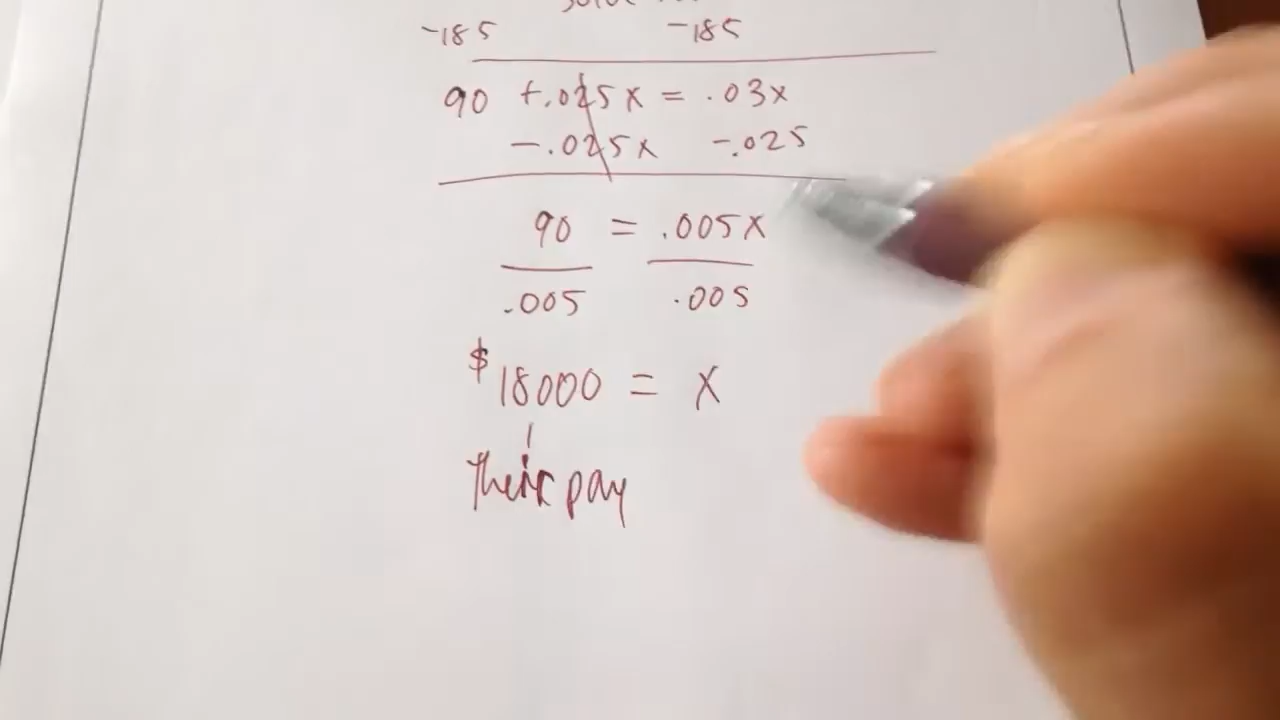 -185 -185
90 +.025x = .03x
-.025x -.025
90 = .005x
.005 .005
$18000 = x
their pay